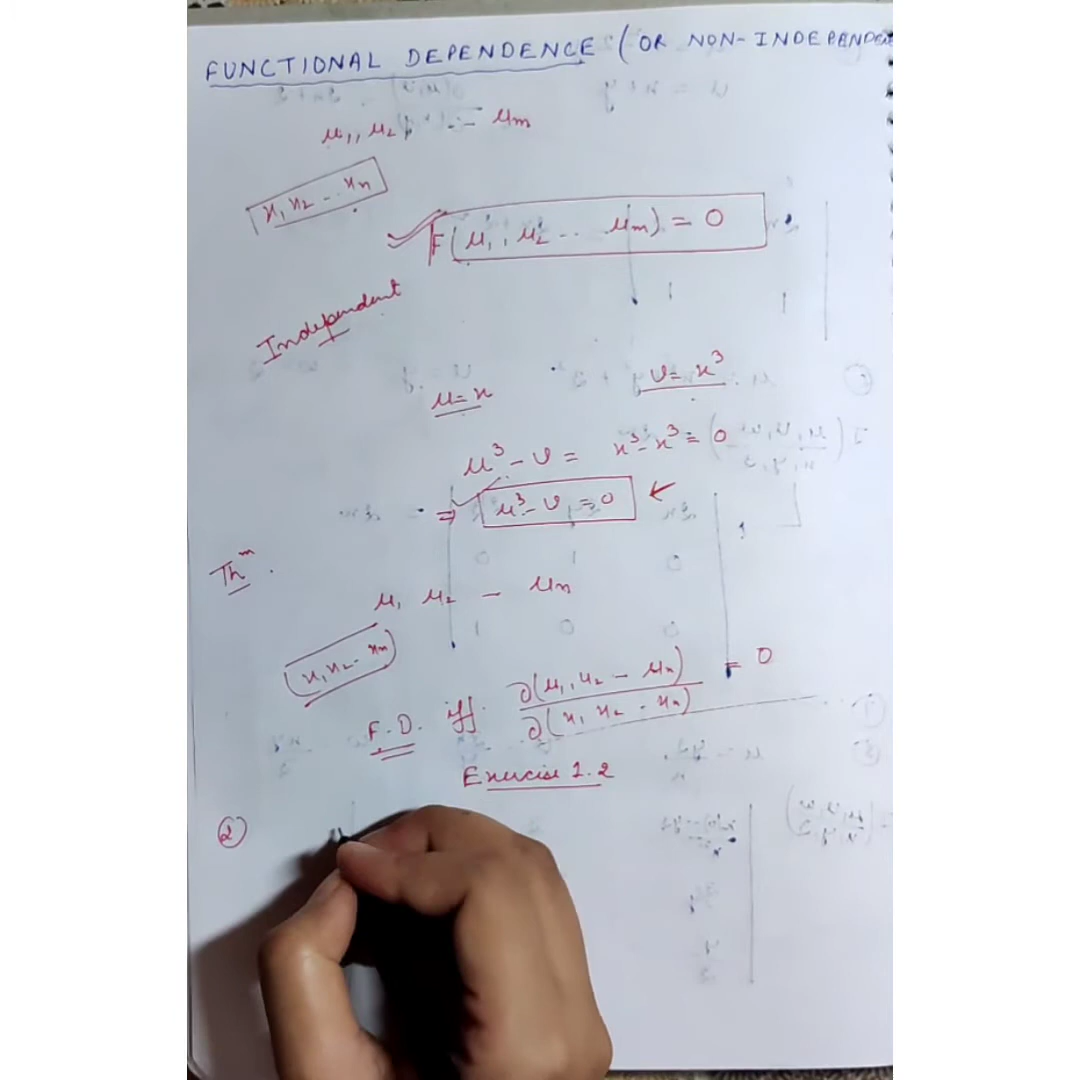 FUNCTIONAL DEPENDENCE (OR NON-INDEPENDE
u₁, u₂, -- um
x₁ x₂ -- xn
F(u₁, u₂ -- um) = 0
Independent
u = x v = x³
u³ - v = x³ - x³ = 0
⇒ u³ - v = 0 ←
Thm.
u₁ u₂ - un
(x₁ x₂ - xn)
F.D. iff. ∂(u₁, u₂ - un) / ∂(x₁ x₂ - xn) = 0
Exercise 1.2
②